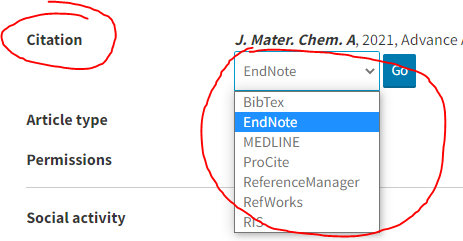 Citation
J. Mater. Chem. A, 2021, Advance A
EndNote
Go
BibTex
EndNote
MEDLINE
ProCite
ReferenceManager
RefWorks
RIS
Article type
Permissions
Social activity